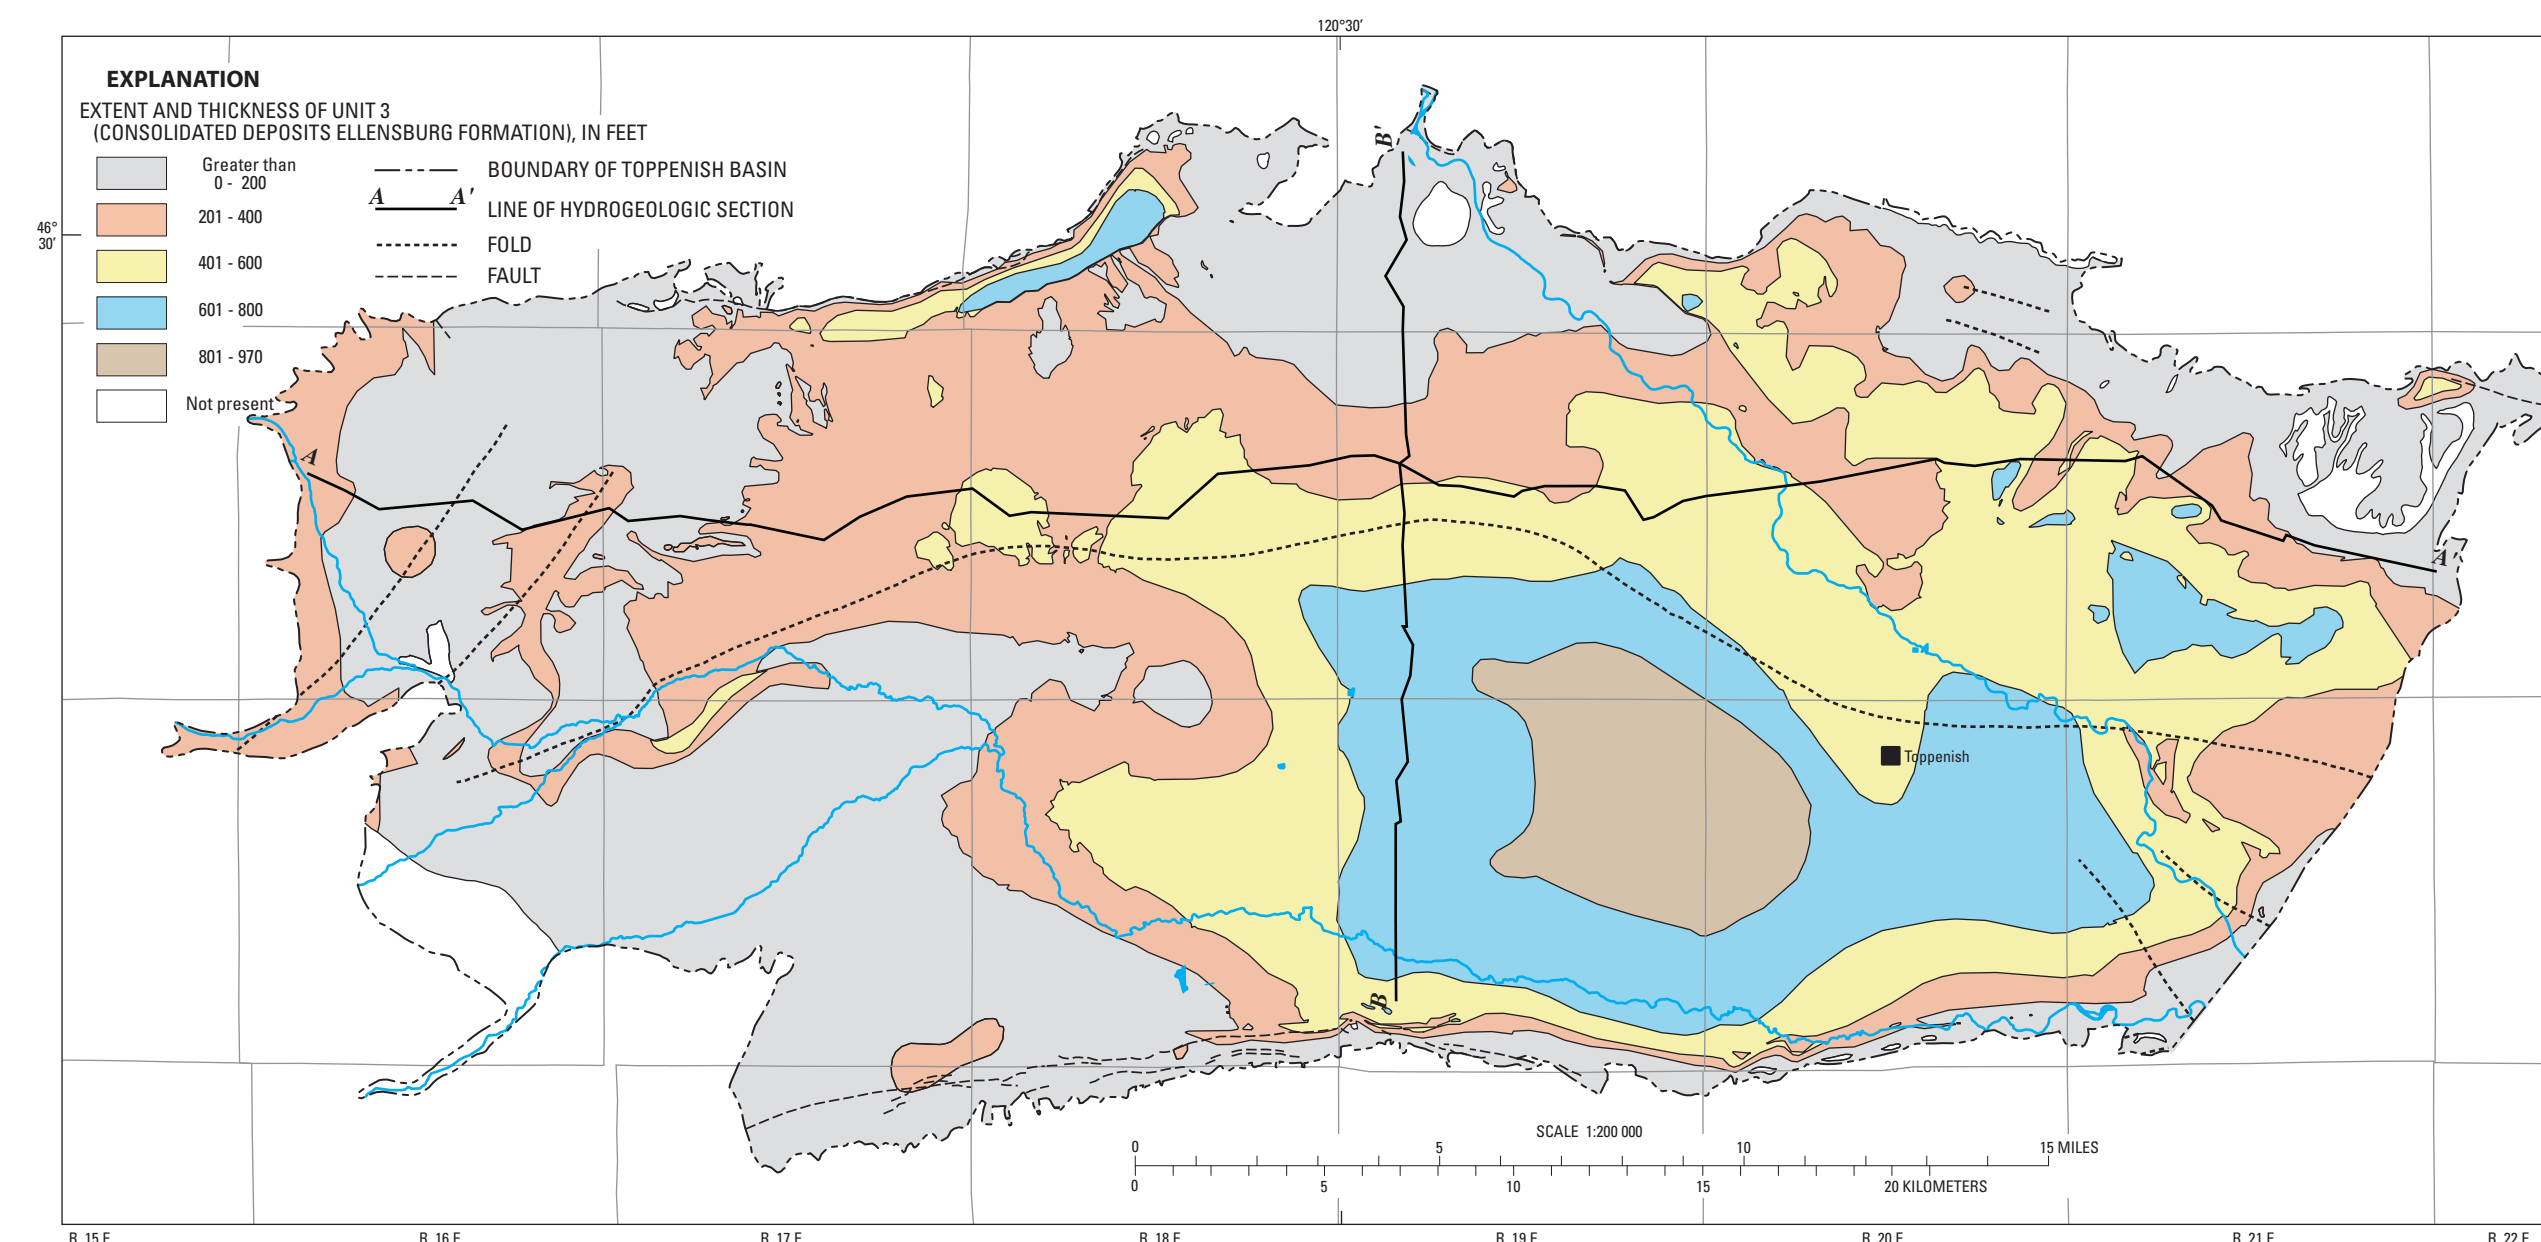 120°30′
EXPLANATION
EXTENT AND THICKNESS OF UNIT 3
(CONSOLIDATED DEPOSITS ELLENSBURG FORMATION), IN FEET
Greater than
0 - 200
201 - 400
401 - 600
601 - 800
801 - 970
Not present
BOUNDARY OF TOPPENISH BASIN
A A′
LINE OF HYDROGEOLOGIC SECTION
FOLD
FAULT
46°
30′
B′
A
A′
Toppenish
B
SCALE 1:200 000
0 5 10 15 MILES
0 5 10 15 20 KILOMETERS
R. 15 E. R. 16 E. R. 17 E. R. 18 E. R. 19 E. R. 20 E. R. 21 E. R. 22 E.